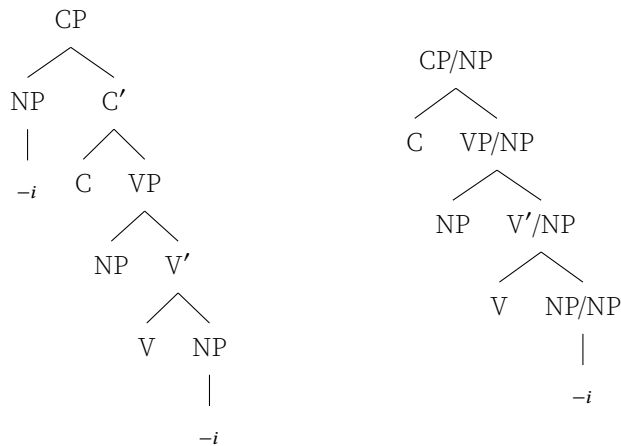 CP
CP/NP
NP C′
C VP/NP
−i C VP
NP V′/NP
NP V′
V NP/NP
V NP
−i
−i